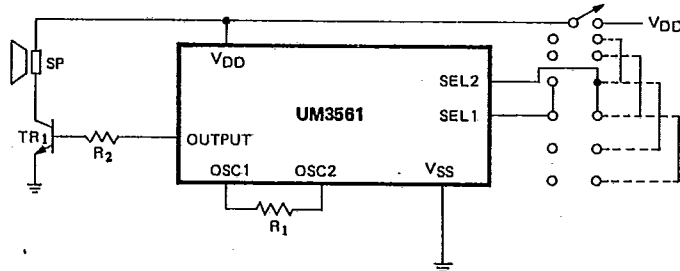 VDD
SP
VDD
SEL2
UM3561
SEL1
TR1
OUTPUT
R2
OSC1
OSC2
VSS
R1